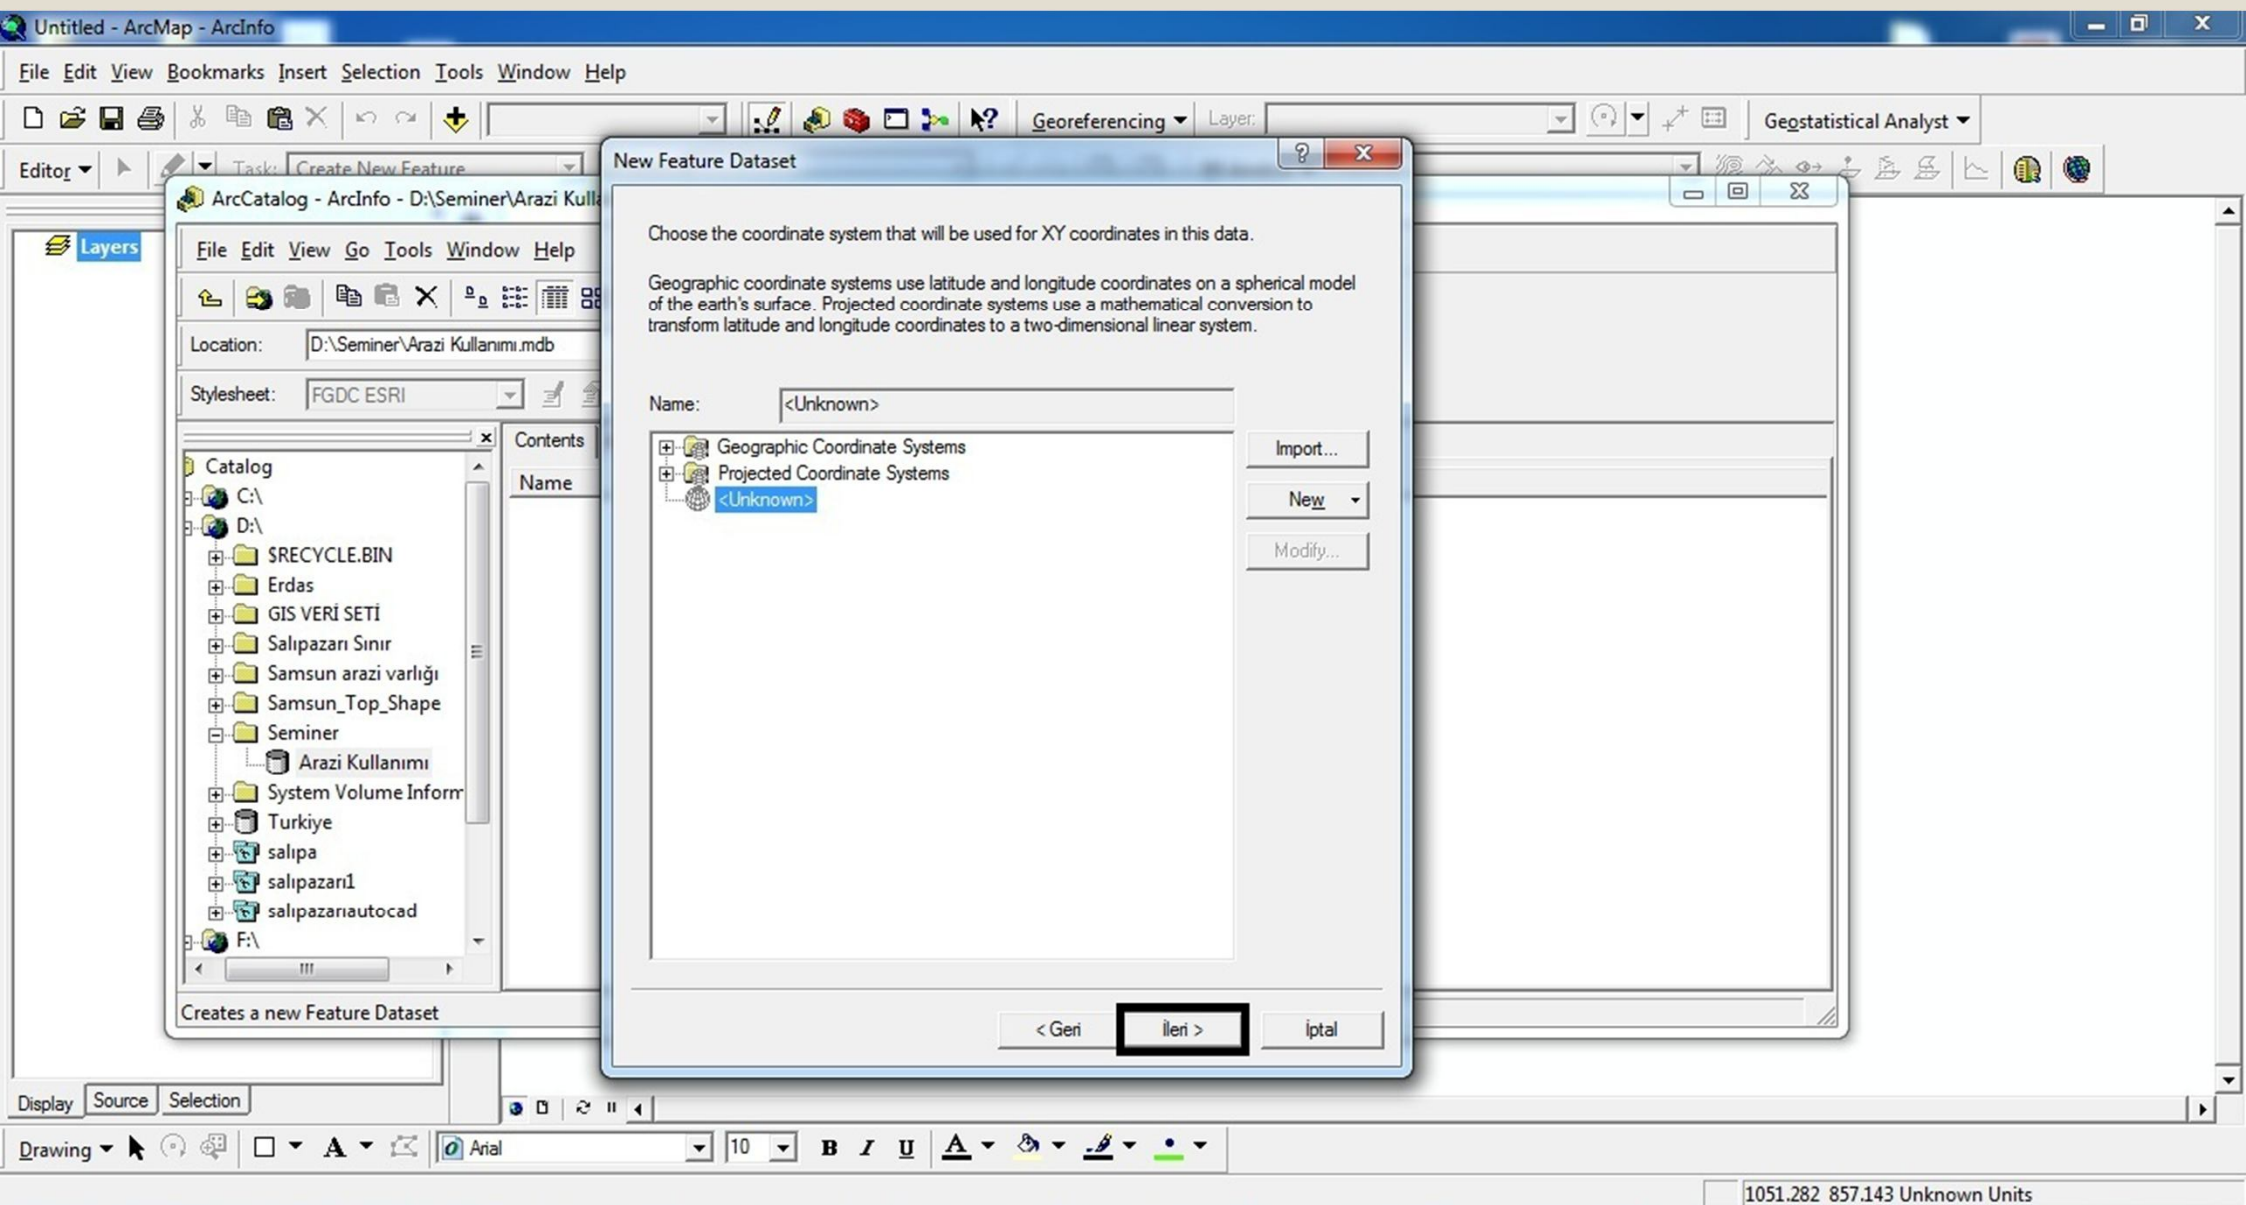 Untitled - ArcMap - ArcInfo
File Edit View Bookmarks Insert Selection Tools Window Help
Georeferencing Layer: Geostatistical Analyst
Editor Task: Create New Feature
New Feature Dataset
ArcCatalog - ArcInfo - D:\Seminer\Arazi
Layers
File Edit View Go Tools Window Help
Location: D:\Seminer\Arazi Kullanımı.mdb
Stylesheet: FGDC ESRI
Contents
Name
Catalog
C:\
D:\
$RECYCLE.BIN
Erdas
GIS VERİ SETİ
Salıpazarı Sınır
Samsun arazi varlığı
Samsun_Top_Shape
Seminer
Arazi Kullanımı
System Volume Inform
Turkiye
salıpa
salıpazarı1
salıpazarıautocad
F:\
Creates a new Feature Dataset
Choose the coordinate system that will be used for XY coordinates in this data.
Geographic coordinate systems use latitude and longitude coordinates on a spherical model
of the earth's surface. Projected coordinate systems use a mathematical conversion to
transform latitude and longitude coordinates to a two-dimensional linear system.
Name: <Unknown>
Geographic Coordinate Systems
Projected Coordinate Systems
<Unknown>
Import...
New
Modify...
< Geri İleri > İptal
Display Source Selection
Drawing A Arial 10 B I U A
1051.282 857.143 Unknown Units